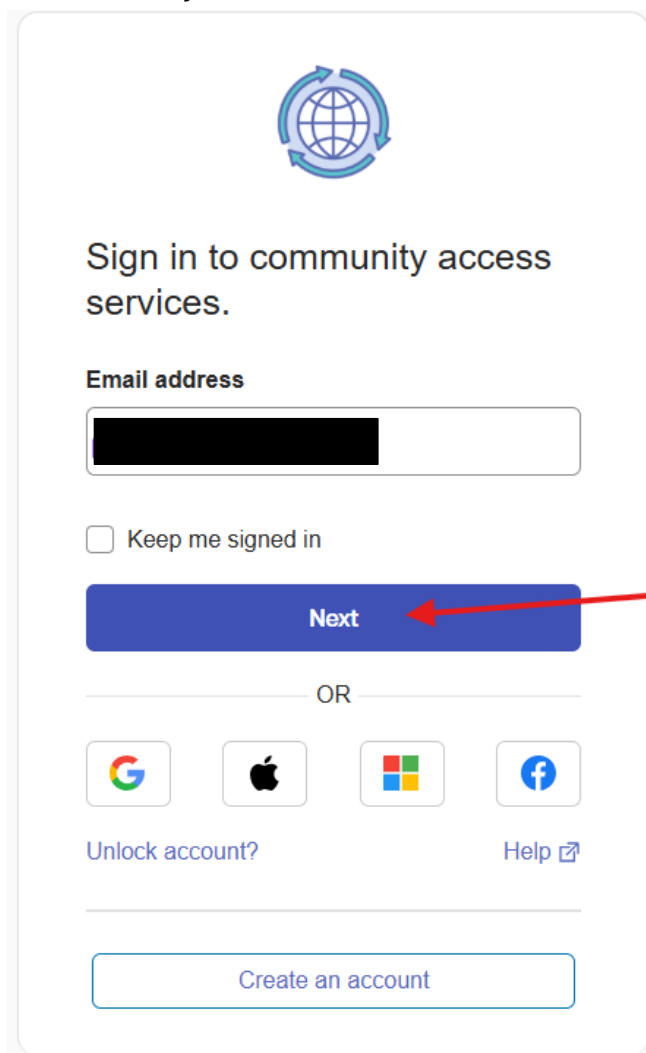 Sign in to community access
services.
Email address
Keep me signed in
Next
OR
Unlock account? Help
Create an account